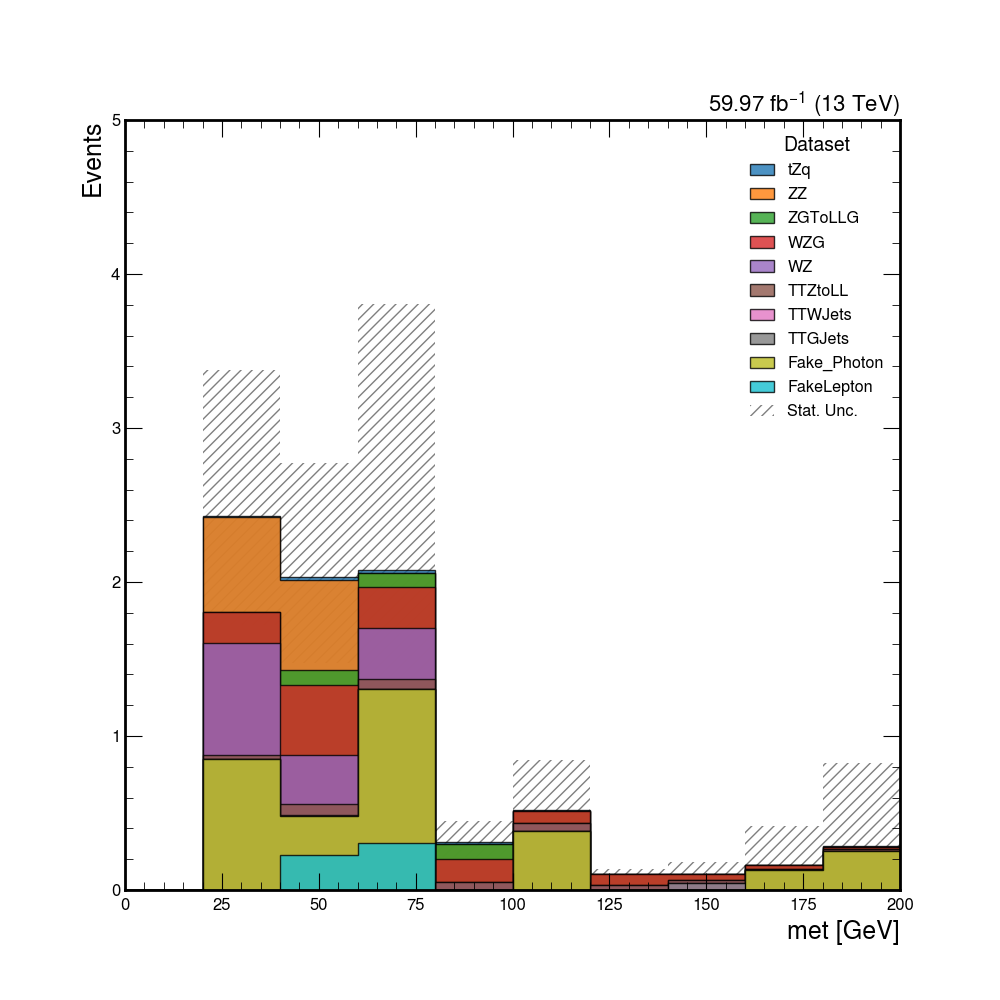 59.97 fb⁻¹ (13 TeV)
Events
5
4
3
2
1
0
Dataset
tZq
ZZ
ZGToLLG
WZG
WZ
TTZtoLL
TTWJets
TTGJets
Fake_Photon
FakeLepton
Stat. Unc.
0 25 50 75 100 125 150 175 200
met [GeV]